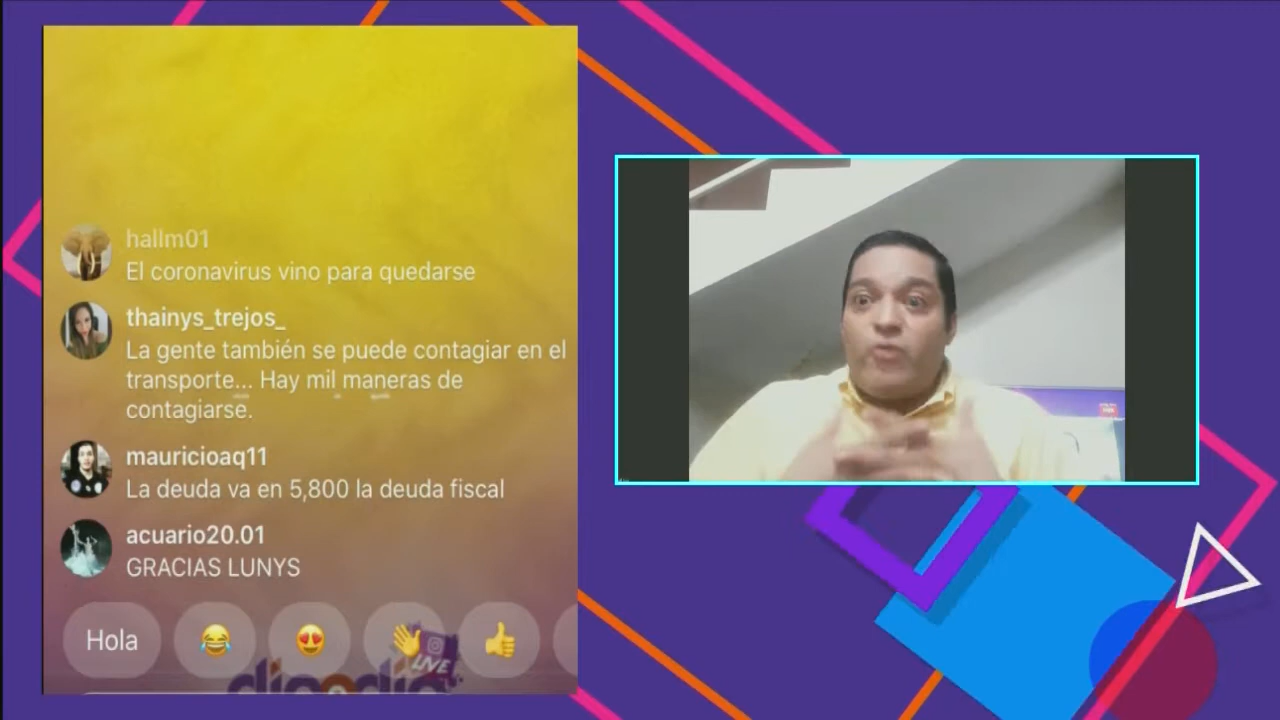 hallm01
El coronavirus vino para quedarse
thainys_trejos_
La gente también se puede contagiar en el
transporte... Hay mil maneras de
contagiarse.
mauricioaq11
La deuda va en 5,800 la deuda fiscal
acuario20.01
GRACIAS LUNYS
Hola
LIVE